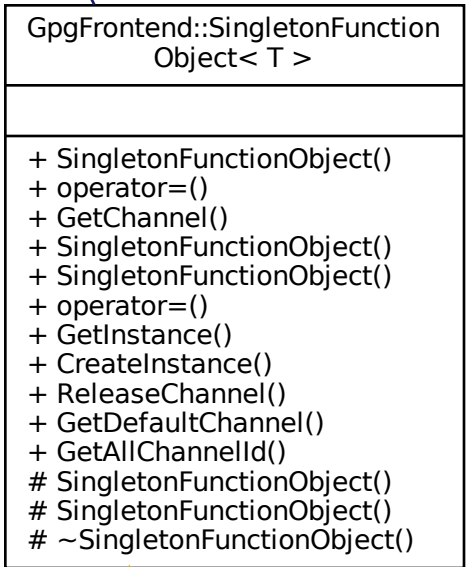 GpgFrontend::SingletonFunction
Object< T >
+ SingletonFunctionObject()
+ operator=()
+ GetChannel()
+ SingletonFunctionObject()
+ SingletonFunctionObject()
+ operator=()
+ GetInstance()
+ CreateInstance()
+ ReleaseChannel()
+ GetDefaultChannel()
+ GetAllChannelId()
# SingletonFunctionObject()
# SingletonFunctionObject()
# ~SingletonFunctionObject()